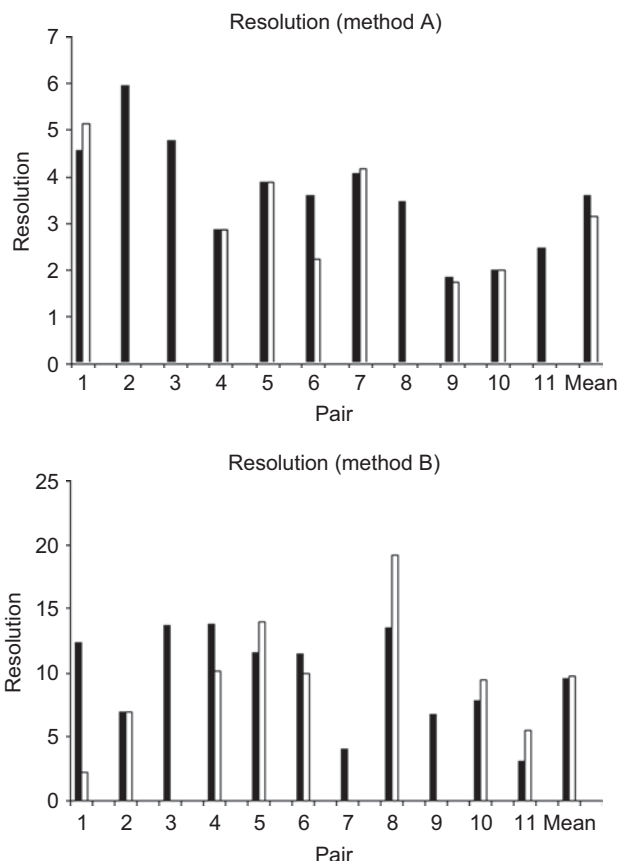 Resolution (method A)
7
6
5
4
3
2
1
0
Resolution
1 2 3 4 5 6 7 8 9 10 11 Mean
Pair
Resolution (method B)
25
20
15
10
5
0
Resolution
1 2 3 4 5 6 7 8 9 10 11 Mean
Pair